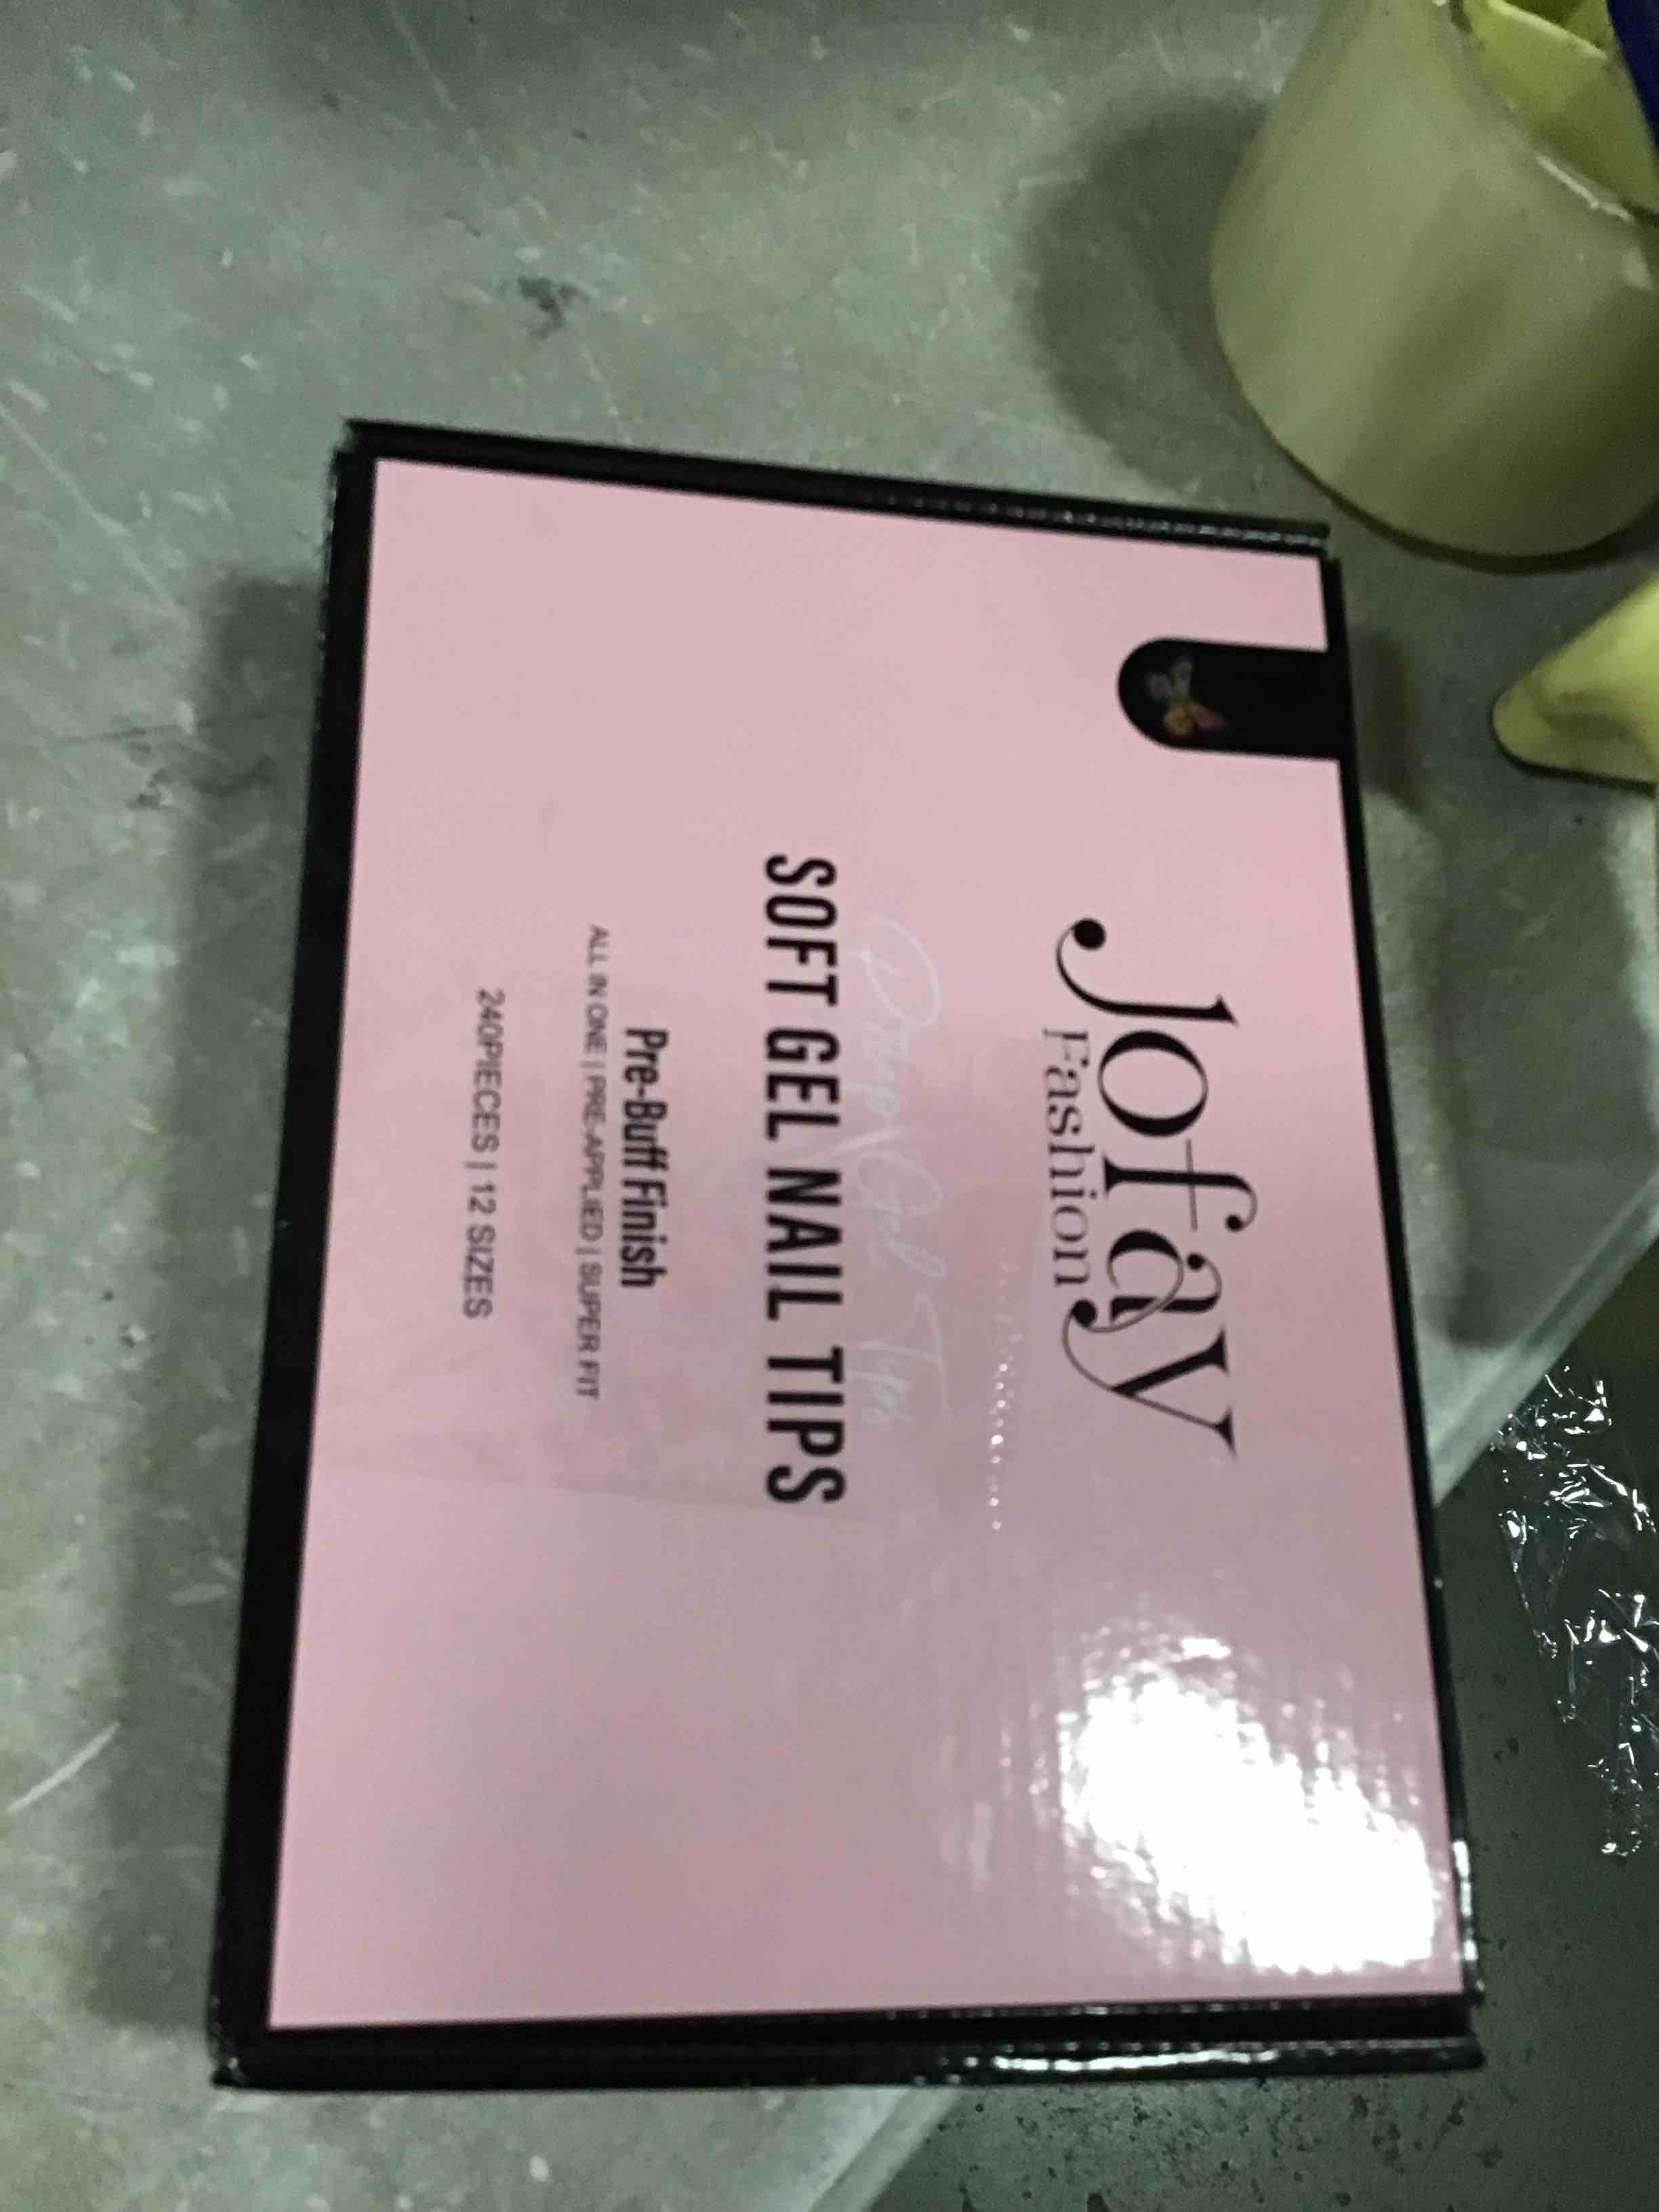 Jofay
Fashion
SOFT GEL NAIL TIPS
Pre-Buff Finish
ALL IN ONE | PRE-APPLIED | SUPER FIT
240PIECES | 12 SIZES